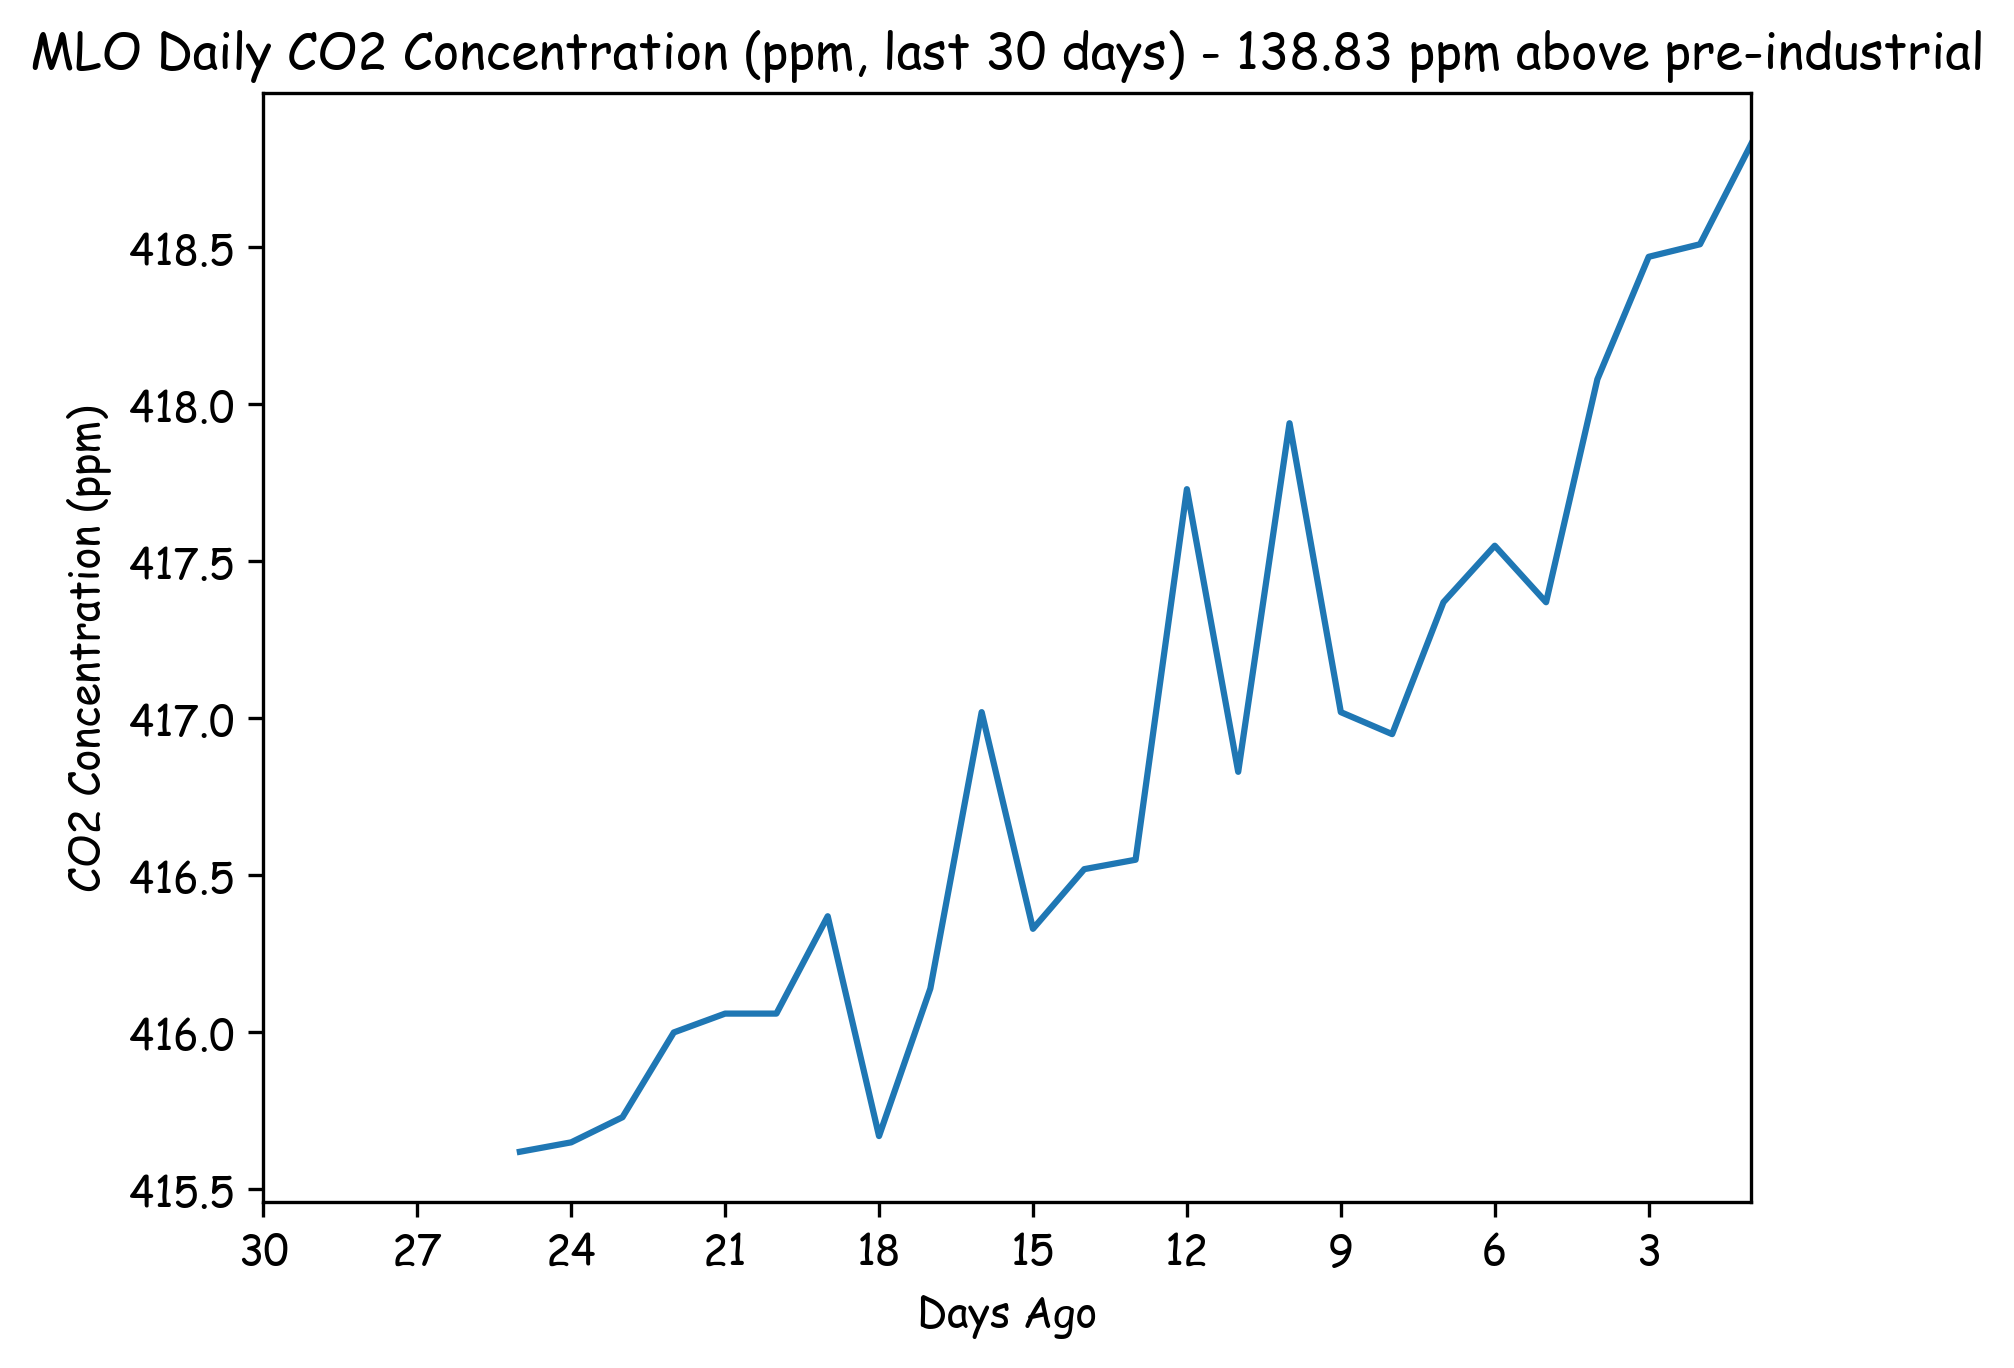 MLO Daily CO2 Concentration (ppm, last 30 days) - 138.83 ppm above pre-industrial
CO2 Concentration (ppm)
418.5
418.0
417.5
417.0
416.5
416.0
415.5
30 27 24 21 18 15 12 9 6 3
Days Ago